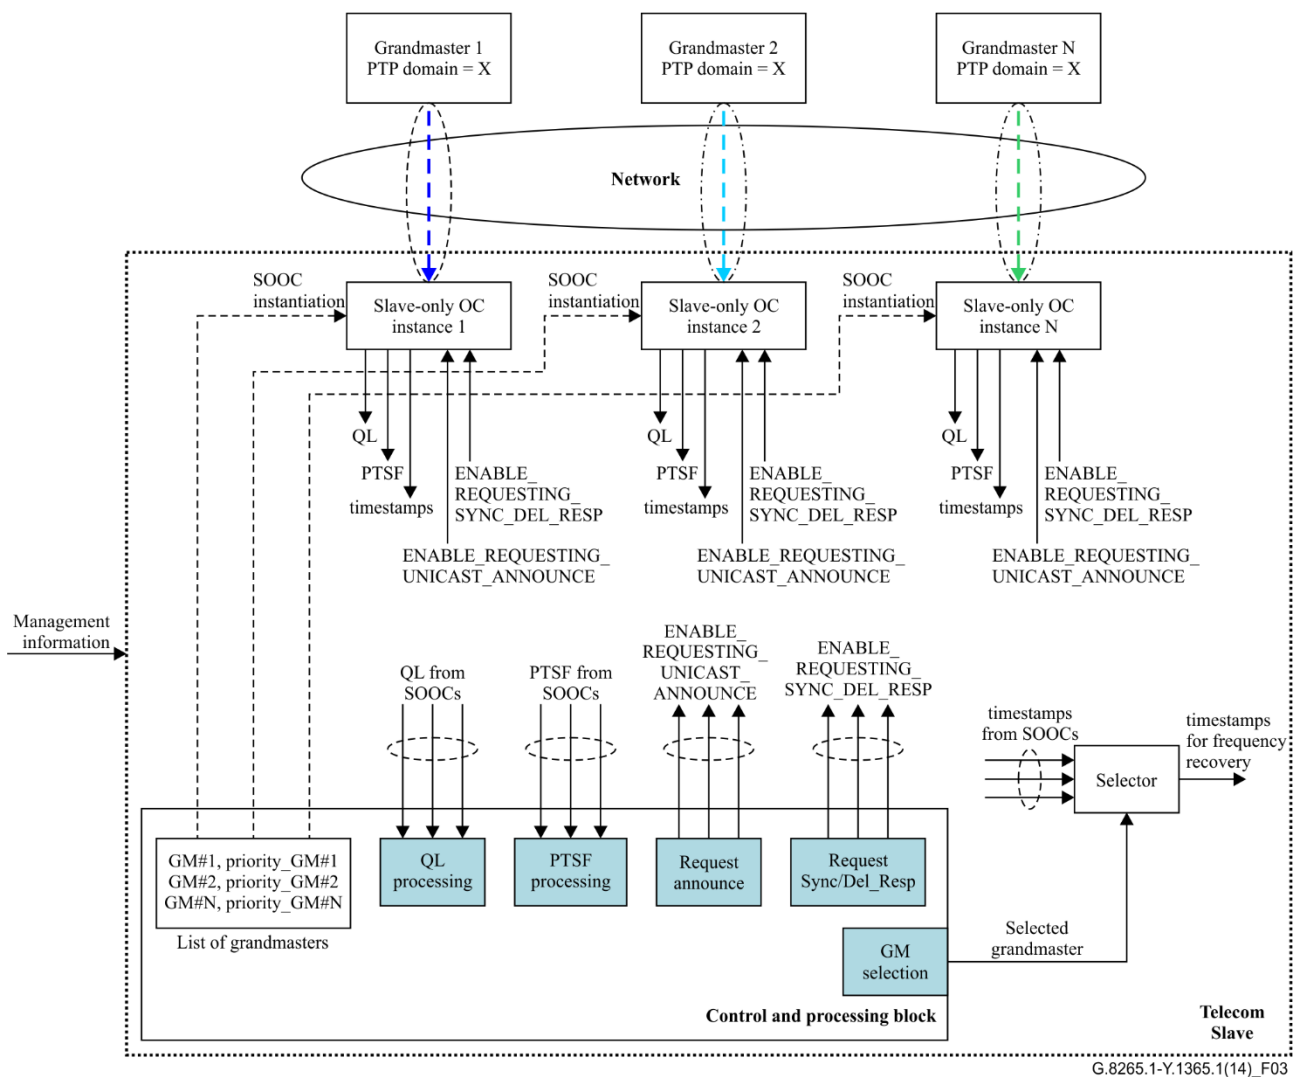 Grandmaster 1
PTP domain = X
Grandmaster 2
PTP domain = X
Grandmaster N
PTP domain = X
Network
SOOC
instantiation
Slave-only OC
instance 1
SOOC
instantiation
Slave-only OC
instance 2
SOOC
instantiation
Slave-only OC
instance N
QL
PTSF
timestamps
ENABLE_
REQUESTING_
SYNC_DEL_RESP
ENABLE_REQUESTING_
UNICAST_ANNOUNCE
QL
PTSF
timestamps
ENABLE_
REQUESTING_
SYNC_DEL_RESP
ENABLE_REQUESTING_
UNICAST_ANNOUNCE
QL
PTSF
timestamps
ENABLE_
REQUESTING_
SYNC_DEL_RESP
ENABLE_REQUESTING_
UNICAST_ANNOUNCE
Management
information
QL from
SOOCs
PTSF from
SOOCs
ENABLE_
REQUESTING_
UNICAST_
ANNOUNCE
ENABLE_
REQUESTING_
SYNC_DEL_RESP
timestamps
from SOOCs
Selector
timestamps
for frequency
recovery
GM#1, priority_GM#1
GM#2, priority_GM#2
GM#N, priority_GM#N
List of grandmasters
QL
processing
PTSF
processing
Request
announce
Request
Sync/Del_Resp
GM
selection
Selected
grandmaster
Control and processing block
Telecom
Slave
G.8265.1-Y.1365.1(14)_F03